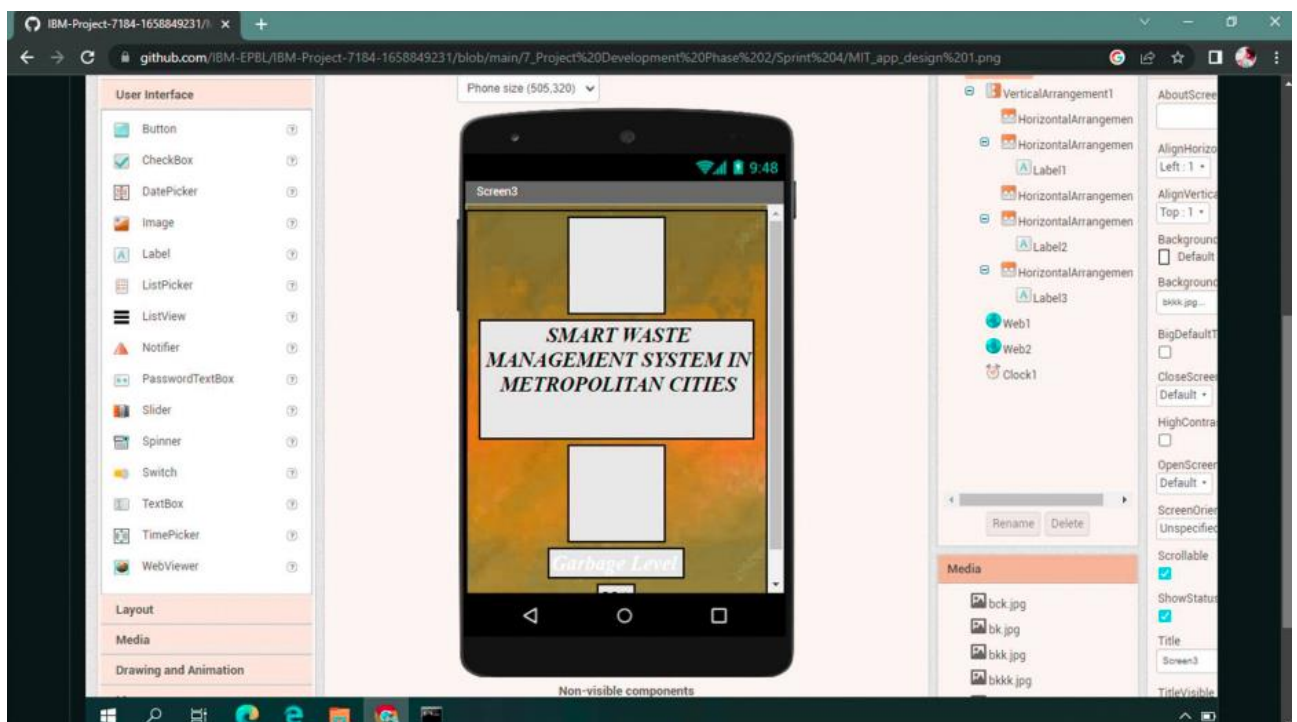 IBM-Project-7184-1658849231/
github.com/IBM-EPBL/IBM-Project-7184-1658849231/blob/main/7_Project%20Development%20Phase%202/Sprint%204/MIT_app_design%201.png
User Interface
Button
CheckBox
DatePicker
Image
Label
ListPicker
ListView
Notifier
PasswordTextBox
Slider
Spinner
Switch
TextBox
TimePicker
WebViewer
Layout
Media
Drawing and Animation
Phone size (505,320)
9:48
Screen3
SMART WASTE
MANAGEMENT SYSTEM IN
METROPOLITAN CITIES
Garbage Level
Non-visible components
VerticalArrangement1
HorizontalArrangemen
HorizontalArrangemen
Label1
HorizontalArrangemen
HorizontalArrangemen
Label2
HorizontalArrangemen
Label3
Web1
Web2
Clock1
Rename Delete
Media
bck.jpg
bk.jpg
bkk.jpg
bkkk.jpg
AboutScree
AlignHorizo
Left : 1
AlignVertica
Top : 1
Background
Default
Background
bkkk.jpg...
BigDefaultT
CloseScree
Default
HighContra
OpenScreen
Default
ScreenOrien
Unspecified
Scrollable
ShowStatus
Title
Screen3
TitleVisible